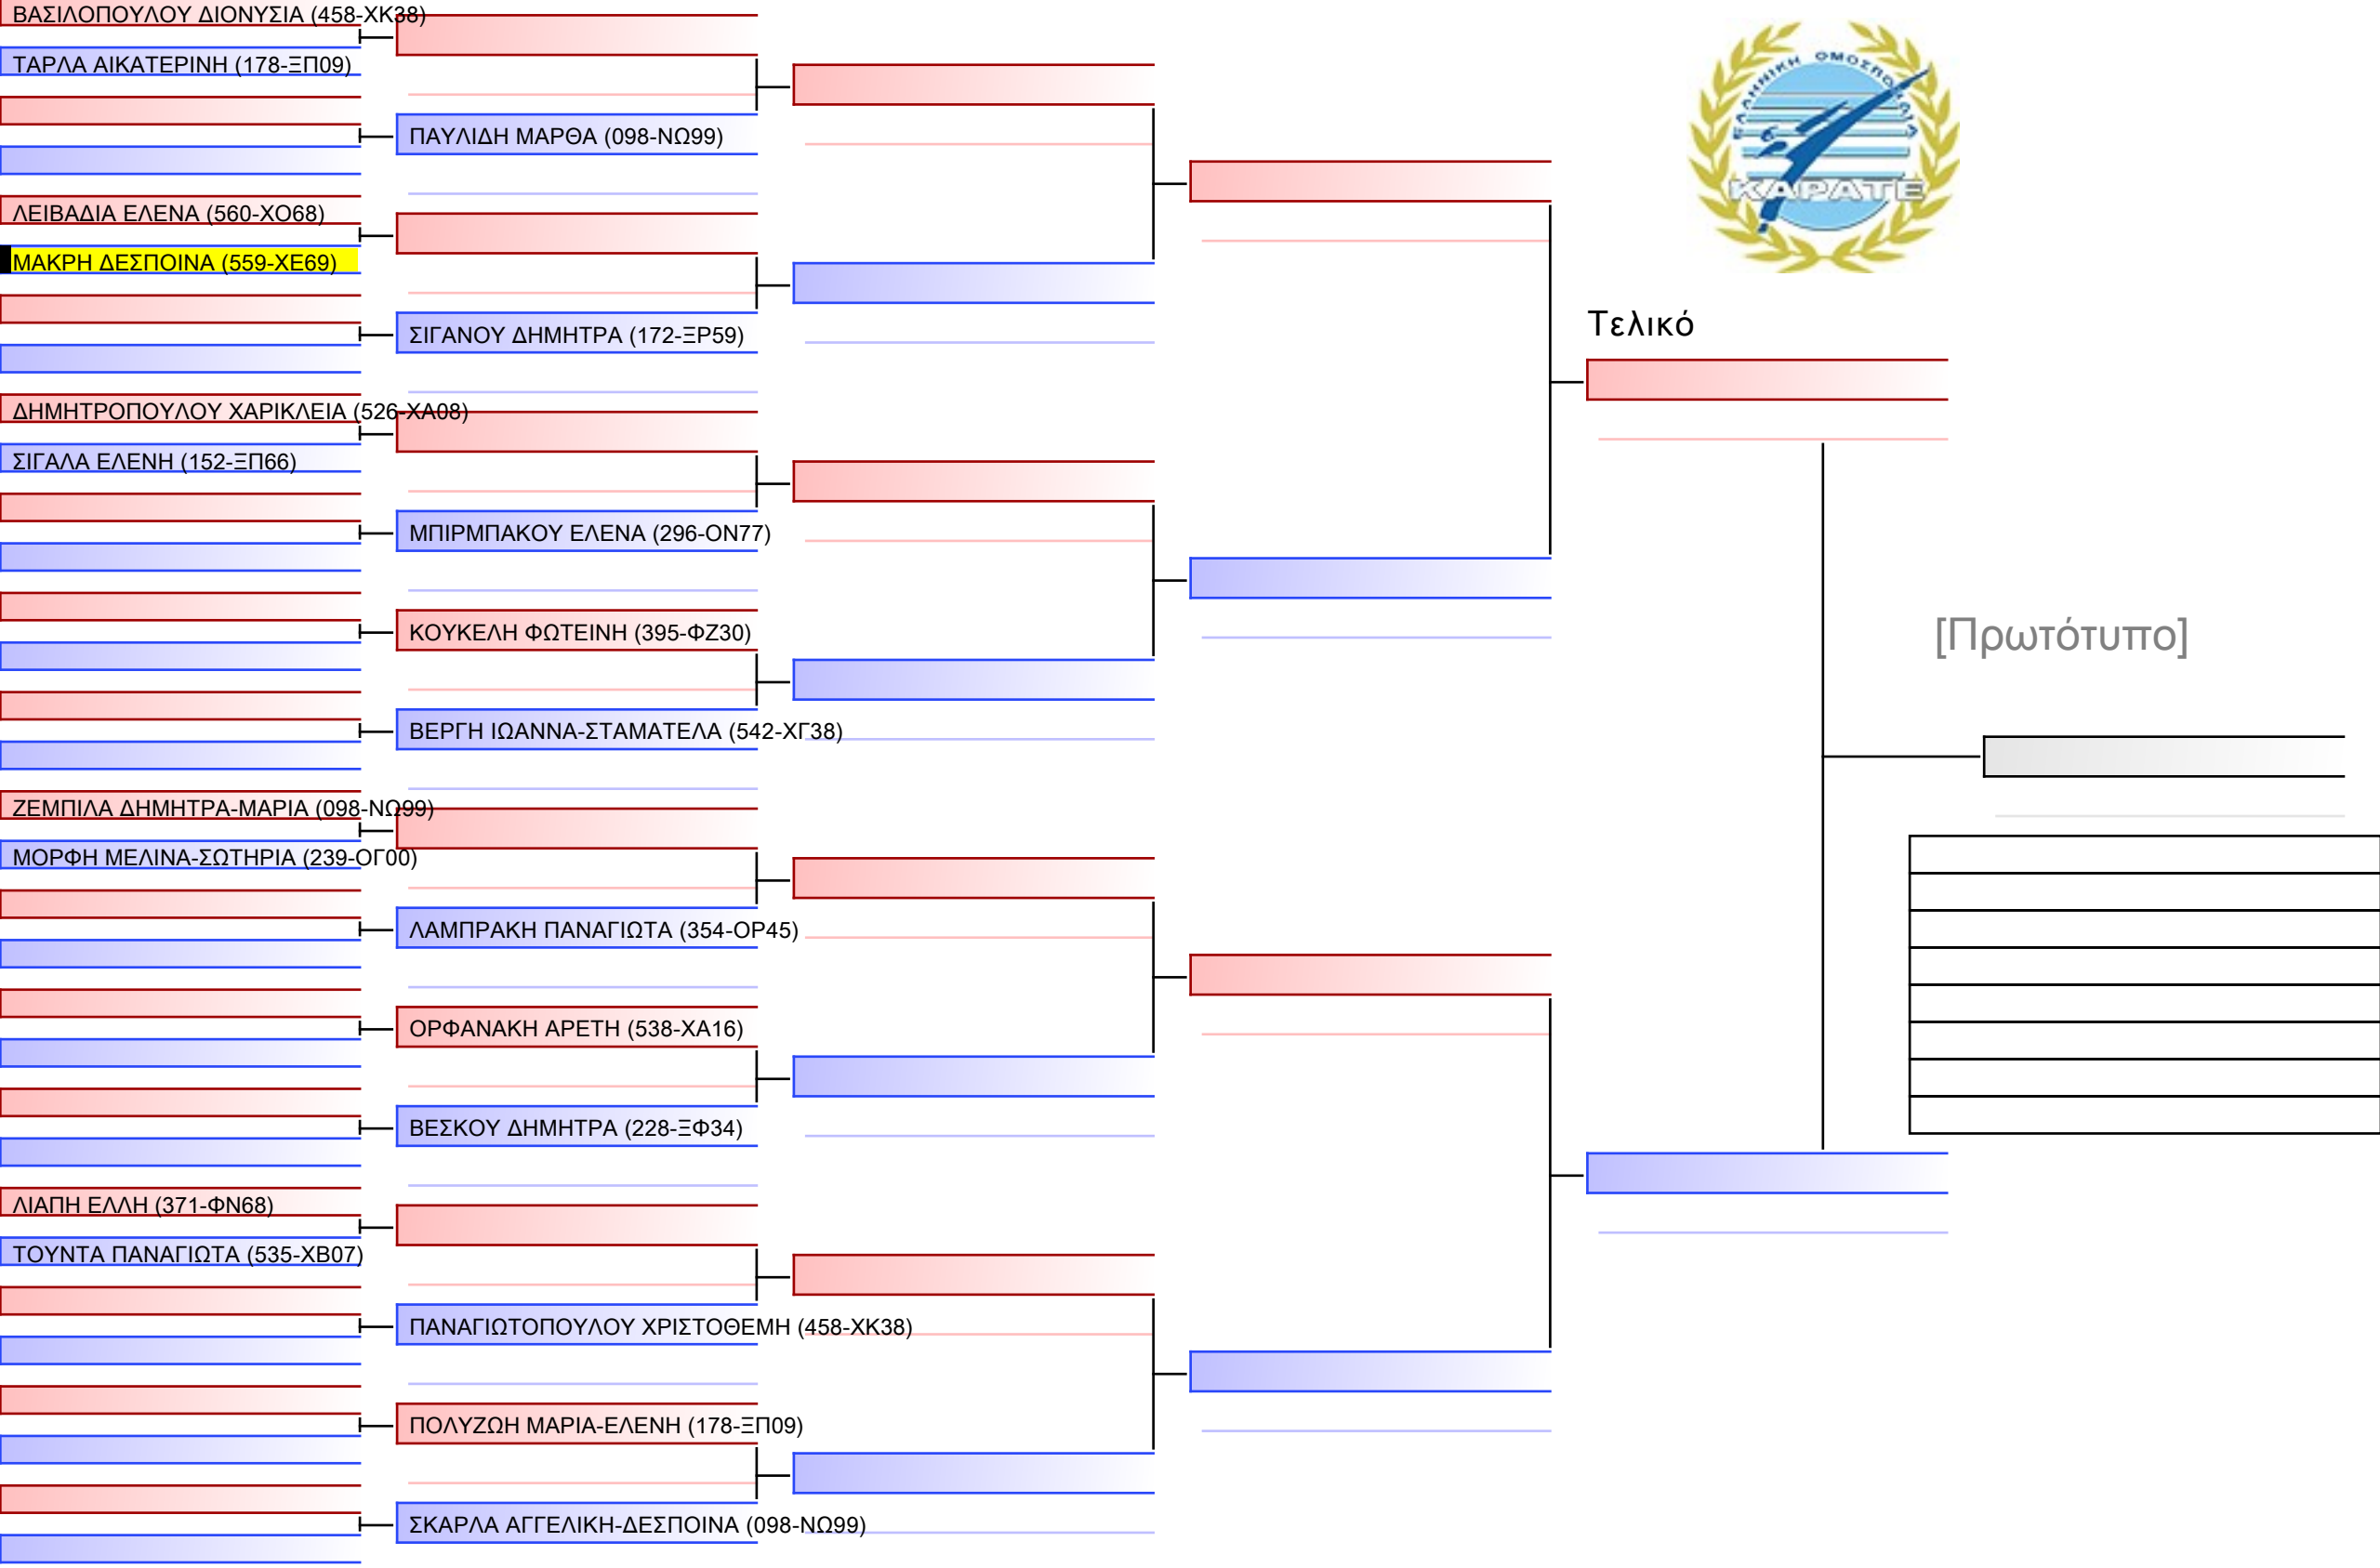 ΒΑΣΙΛΟΠΟΥΛΟΥ ΔΙΟΝΥΣΙΑ (458-ΧΚ38)
ΤΑΡΛΑ ΑΙΚΑΤΕΡΙΝΗ (178-ΞΠ09)
ΠΑΥΛΙΔΗ ΜΑΡΘΑ (098-ΝΩ99)
ΛΕΙΒΑΔΙΑ ΕΛΕΝΑ (560-ΧΟ68)
ΜΑΚΡΗ ΔΕΣΠΟΙΝΑ (559-ΧΕ69)
ΣΙΓΑΝΟΥ ΔΗΜΗΤΡΑ (172-ΞΡ59)
ΔΗΜΗΤΡΟΠΟΥΛΟΥ ΧΑΡΙΚΛΕΙΑ (526-ΧΑ08)
ΣΙΓΑΛΑ ΕΛΕΝΗ (152-ΞΠ66)
ΜΠΙΡΜΠΑΚΟΥ ΕΛΕΝΑ (296-ΟΝ77)
ΚΟΥΚΕΛΗ ΦΩΤΕΙΝΗ (395-ΦΖ30)
ΒΕΡΓΗ ΙΩΑΝΝΑ-ΣΤΑΜΑΤΕΛΑ (542-ΧΓ38)
ΖΕΜΠΙΛΑ ΔΗΜΗΤΡΑ-ΜΑΡΙΑ (098-ΝΩ99)
ΜΟΡΦΗ ΜΕΛΙΝΑ-ΣΩΤΗΡΙΑ (239-ΟΓ00)
ΛΑΜΠΡΑΚΗ ΠΑΝΑΓΙΩΤΑ (354-ΟΡ45)
ΟΡΦΑΝΑΚΗ ΑΡΕΤΗ (538-ΧΑ16)
ΒΕΣΚΟΥ ΔΗΜΗΤΡΑ (228-ΞΦ34)
ΛΙΑΠΗ ΕΛΛΗ (371-ΦΝ68)
ΤΟΥΝΤΑ ΠΑΝΑΓΙΩΤΑ (535-ΧΒ07)
ΠΑΝΑΓΙΩΤΟΠΟΥΛΟΥ ΧΡΙΣΤΟΘΕΜΗ (458-ΧΚ38)
ΠΟΛΥΖΩΗ ΜΑΡΙΑ-ΕΛΕΝΗ (178-ΞΠ09)
ΣΚΑΡΛΑ ΑΓΓΕΛΙΚΗ-ΔΕΣΠΟΙΝΑ (098-ΝΩ99)
ΕΛΛΗΝΙΚΗ ΟΜΟΣΠΟΝΔΙΑ
ΚΑΡΑΤΕ
Τελικό
[Πρωτότυπο]